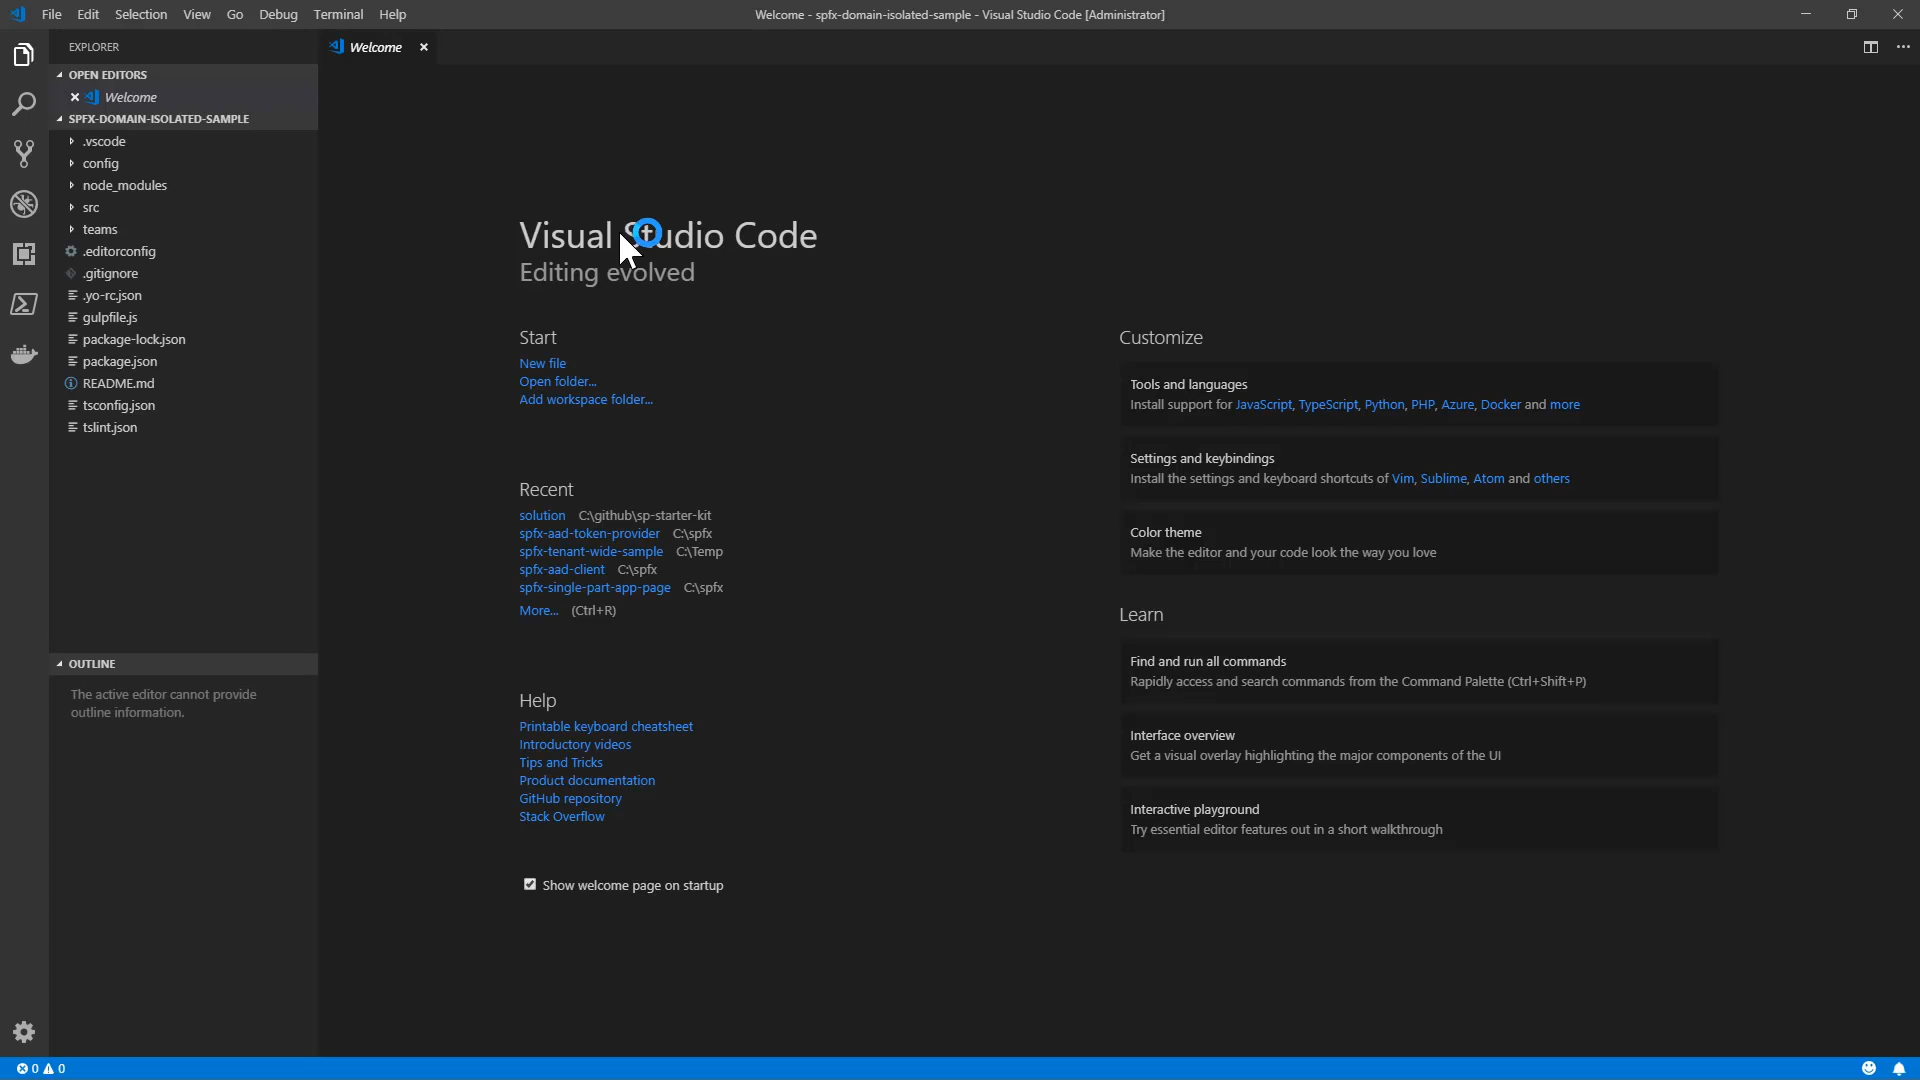 File Edit Selection View Go Debug Terminal Help
Welcome - spfx-domain-isolated-sample - Visual Studio Code [Administrator]
EXPLORER
Welcome
OPEN EDITORS
Welcome
SPFX-DOMAIN-ISOLATED-SAMPLE
.vscode
config
node_modules
src
teams
.editorconfig
.gitignore
.yo-rc.json
gulpfile.js
package-lock.json
package.json
README.md
tsconfig.json
tslint.json
OUTLINE
The active editor cannot provide
outline information.
Visual Studio Code
Editing evolved
Start
New file
Open folder...
Add workspace folder...
Recent
solution C:\github\sp-starter-kit
spfx-aad-token-provider C:\spfx
spfx-tenant-wide-sample C:\Temp
spfx-aad-client C:\spfx
spfx-single-part-app-page C:\spfx
More... (Ctrl+R)
Help
Printable keyboard cheatsheet
Introductory videos
Tips and Tricks
Product documentation
GitHub repository
Stack Overflow
Show welcome page on startup
Customize
Tools and languages
Install support for JavaScript, TypeScript, Python, PHP, Azure, Docker and more
Settings and keybindings
Install the settings and keyboard shortcuts of Vim, Sublime, Atom and others
Color theme
Make the editor and your code look the way you love
Learn
Find and run all commands
Rapidly access and search commands from the Command Palette (Ctrl+Shift+P)
Interface overview
Get a visual overlay highlighting the major components of the UI
Interactive playground
Try essential editor features out in a short walkthrough
0 0